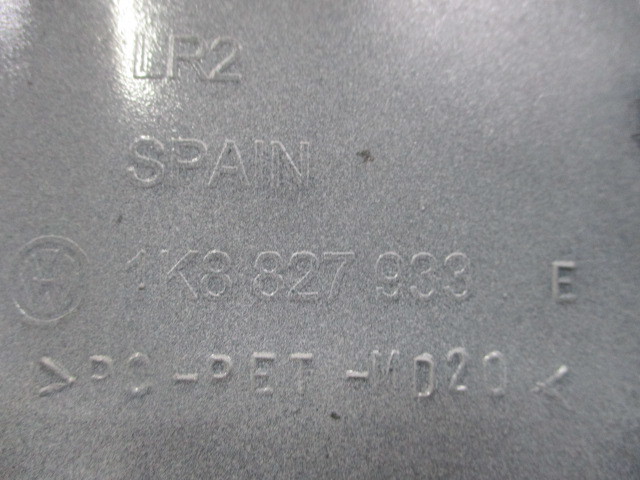 LR2
SPAIN
1K8 827 933 E
>PC-PET-MD20<